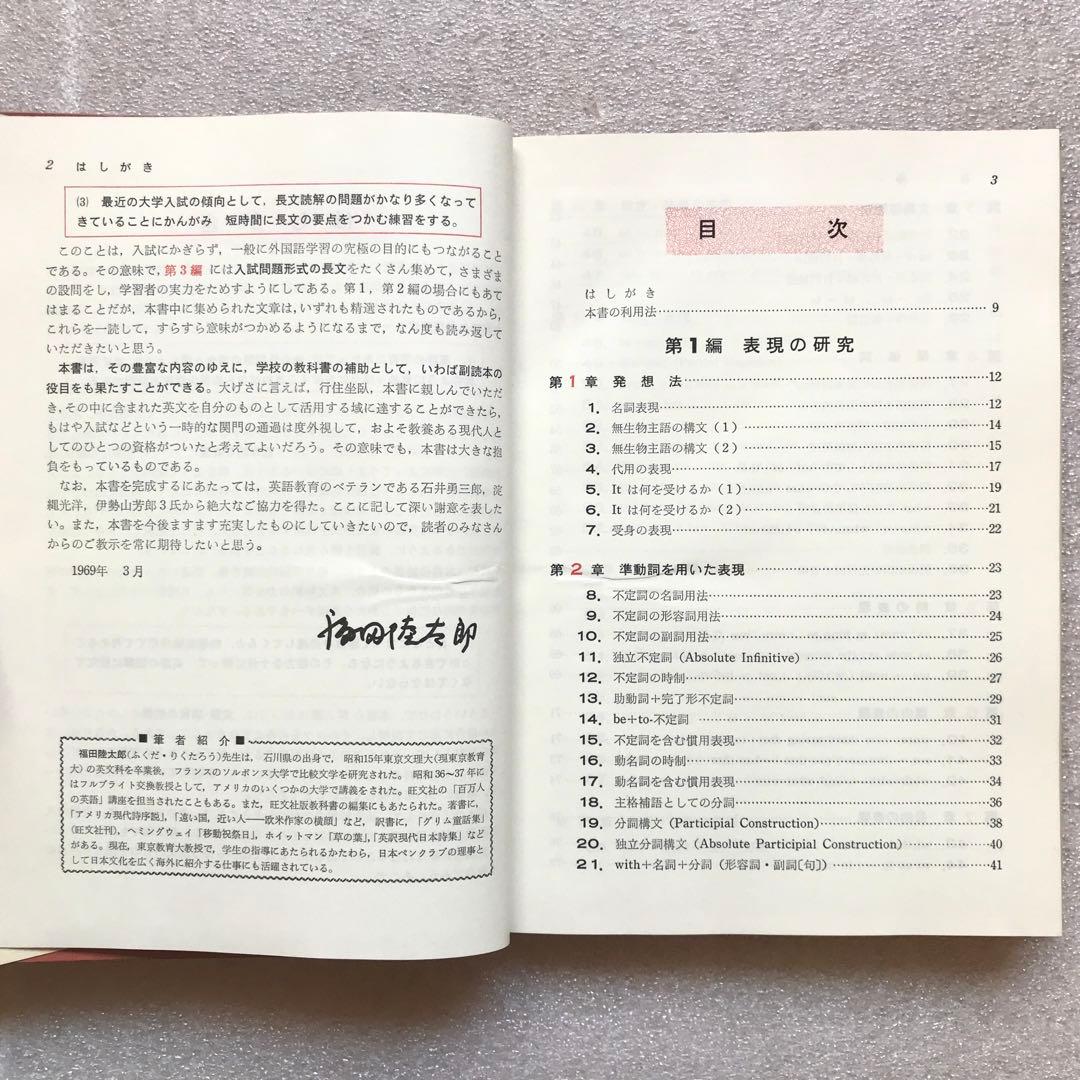 2 はしがき
(3) 最近の大学入試の傾向として，長文読解の問題がかなり多くなって
きていることにかんがみ 短時間に長文の要点をつかむ練習をする。
このことは，入試にかぎらず，一般に外国語学習の究極の目的にもつながること
である。その意味で，第3編 には入試問題形式の長文をたくさん集めて，さまざま
の設問をし，学習者の実力をためすようにしてある。第1，第2編の場合にもあて
はまることだが，本書中に集められた文章は，いずれも精選されたものであるから，
これらを一読して，すらすら意味がつかめるようになるまで，なん度も読み返して
いただきたいと思う。
本書は，その豊富な内容のゆえに，学校の教科書の補助として，いわば副読本の
役目をも果たすことができる。大げさに言えば，行住坐臥，本書に親しんでいただ
き，その中に含まれた英文を自分のものとして活用する域に達することができたら，
もはや入試などという一時的な関門の通過は度外視して，およそ教養ある現代人と
してのひとつの資格がついたと考えてよいだろう。その意味でも，本書は大きな抱
負をもっているものである。
なお，本書を完成するにあたっては，英語教育のベテランである石井勇三郎，淀
縄光洋，伊勢山芳郎3氏から絶大なご協力を得た。ここに記して深い謝意を表した
い。また，本書を今後ますます充実したものにしていきたいので，読者のみなさん
からのご教示を常に期待したいと思う。
1969年 3月
福田陸太郎
■筆者紹介■
福田陸太郎(ふくだ・りくたろう)先生は，石川県の出身で，昭和15年東京文理大(現東京教育
大)の英文科を卒業後，フランスのソルボンヌ大学で比較文学を研究された。昭和36〜37年に
はフルブライト交換教授として，アメリカのいくつかの大学で講義をされた。旺文社の「百万人
の英語」講座を担当されたこともある。また，旺文社版教科書の編集にもあたられた。著書に，
「アメリカ現代詩序説」，「遠い国，近い人——欧米作家の横顔」など，訳書に，「グリム童話集」
(旺文社刊)，ヘミングウェイ「移動祝祭日」，ホイットマン「草の葉」，「英訳現代日本詩集」など
がある。現在，東京教育大教授で，学生の指導にあたられるかたわら，日本ペンクラブの理事と
して日本文化を広く海外に紹介する仕事にも活躍されている。
3
目 次
はしがき
本書の利用法……9
第1編 表現の研究
第1章 発想法……12
1. 名詞表現……12
2. 無生物主語の構文(1)……14
3. 無生物主語の構文(2)……15
4. 代用の表現……17
5. It は何を受けるか(1)……19
6. It は何を受けるか(2)……21
7. 受身の表現……22
第2章 準動詞を用いた表現……23
8. 不定詞の名詞用法……23
9. 不定詞の形容詞用法……24
10. 不定詞の副詞用法……25
11. 独立不定詞(Absolute Infinitive)……26
12. 不定詞の時制……27
13. 助動詞＋完了形不定詞……29
14. be＋to-不定詞……31
15. 不定詞を含む慣用表現……32
16. 動名詞の時制……33
17. 動名詞を含む慣用表現……34
18. 主格補語としての分詞……36
19. 分詞構文(Participial Construction)……38
20. 独立分詞構文(Absolute Participial Construction)……40
21. with＋名詞＋分詞(形容詞・副詞〔句〕)……41